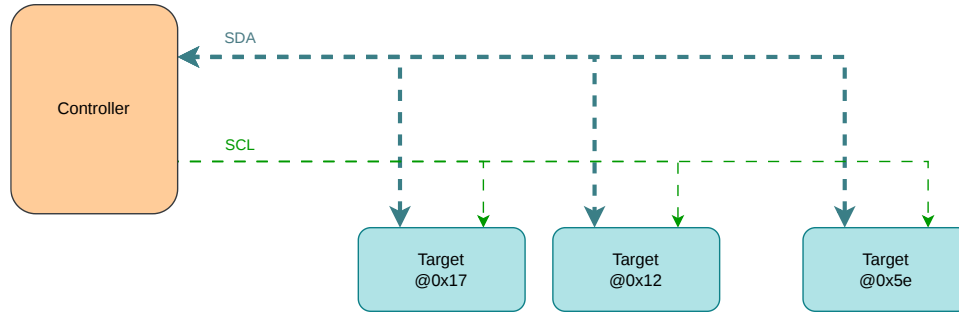 SDA
Controller
SCL
Target
@0x17
Target
@0x12
Target
@0x5e